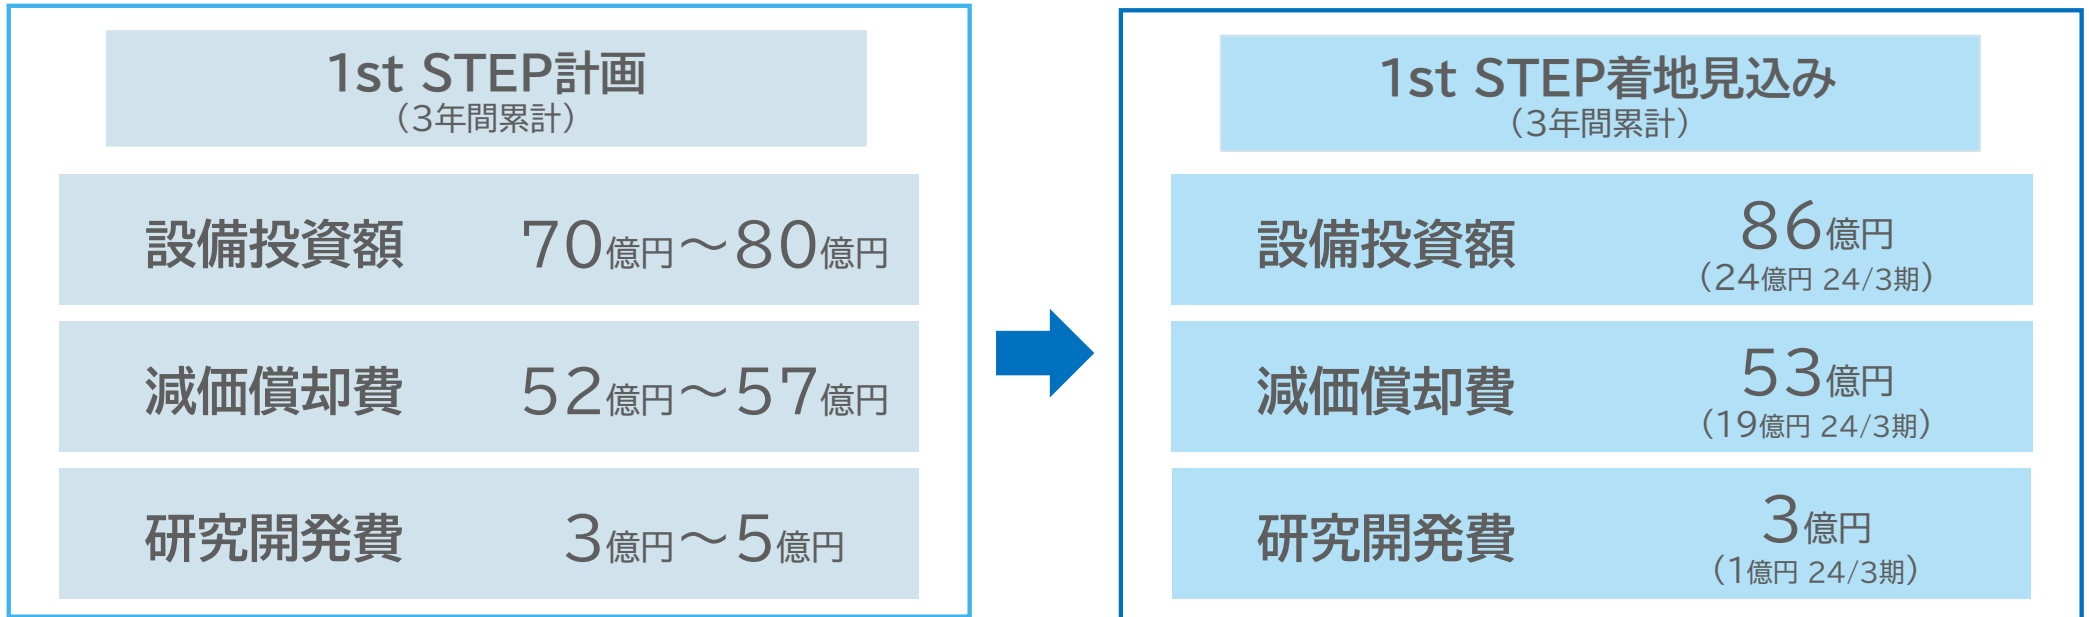 1st STEP計画
（3年間累計）
設備投資額 70億円～80億円
減価償却費 52億円～57億円
研究開発費 3億円～5億円
1st STEP着地見込み
（3年間累計）
設備投資額 86億円
（24億円 24/3期）
減価償却費 53億円
（19億円 24/3期）
研究開発費 3億円
（1億円 24/3期）